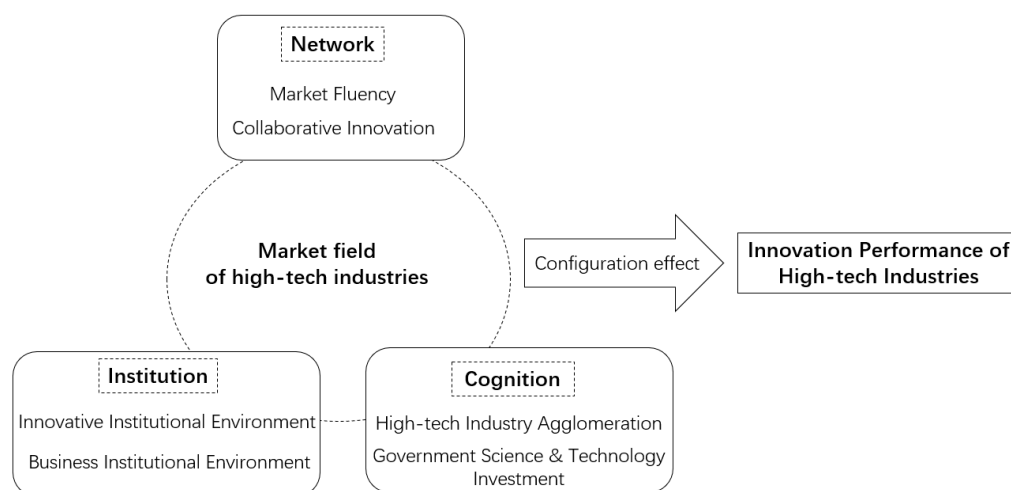 Network
Market Fluency
Collaborative Innovation
Market field
of high-tech industries
Configuration effect
Innovation Performance of
High-tech Industries
Institution
Innovative Institutional Environment
Business Institutional Environment
Cognition
High-tech Industry Agglomeration
Government Science & Technology
Investment